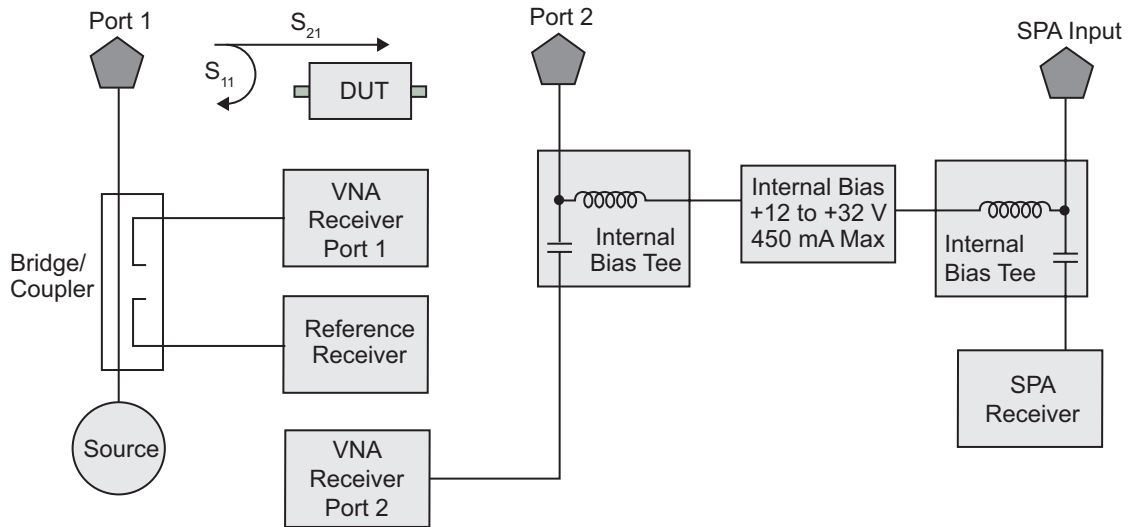 Port 1
S21
S11
DUT
Port 2
SPA Input
VNA
Receiver
Port 1
Bridge/
Coupler
Reference
Receiver
Source
VNA
Receiver
Port 2
Internal
Bias Tee
Internal Bias
+12 to +32 V
450 mA Max
Internal
Bias Tee
SPA
Receiver